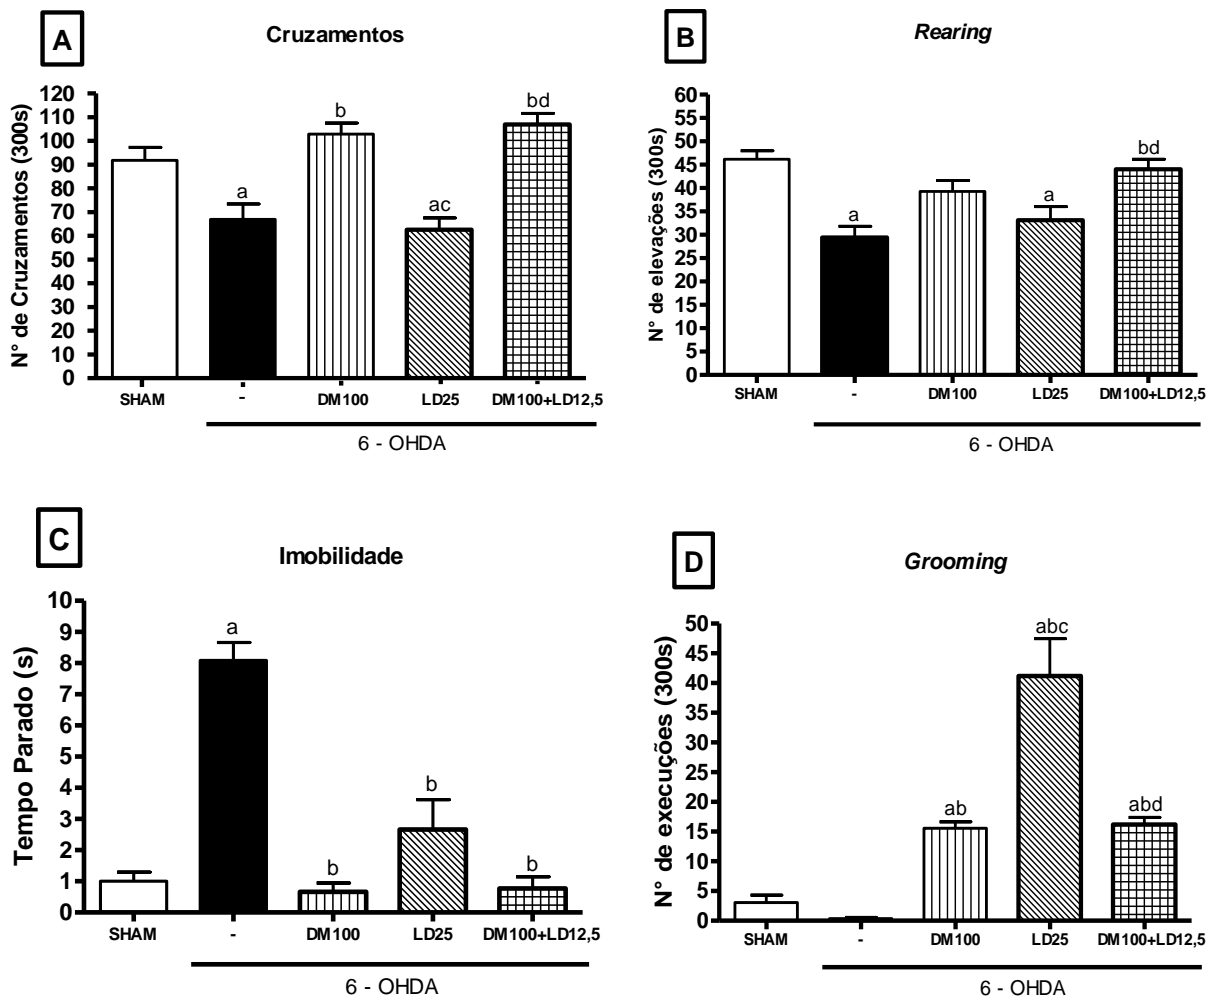 A
Cruzamentos
N° de Cruzamentos (300s)
120
110
100
90
80
70
60
50
40
30
20
10
0
a
b
ac
bd
SHAM - DM100 LD25 DM100+LD12,5
6 - OHDA
B
Rearing
N° de elevações (300s)
60
55
50
45
40
35
30
25
20
15
10
5
0
a
a
bd
SHAM - DM100 LD25 DM100+LD12,5
6 - OHDA
C
Imobilidade
Tempo Parado (s)
10
9
8
7
6
5
4
3
2
1
0
a
b
b
b
SHAM - DM100 LD25 DM100+LD12,5
6 - OHDA
D
Grooming
N° de execuções (300s)
50
45
40
35
30
25
20
15
10
5
0
ab
abc
abd
SHAM - DM100 LD25 DM100+LD12,5
6 - OHDA